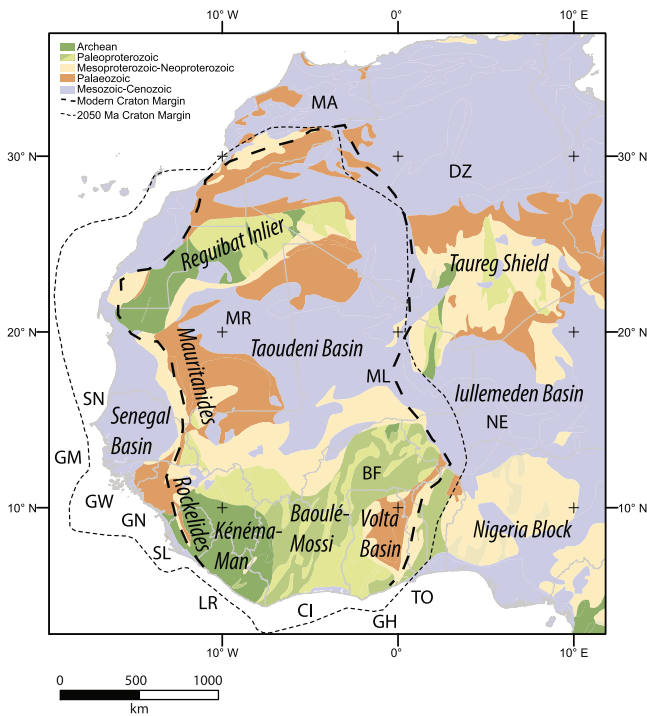 10° W
0°
10° E
Archean
Paleoproterozoic
Mesoproterozoic-Neoproterozoic
Palaeozoic
Mesozoic-Cenozoic
Modern Craton Margin
2050 Ma Craton Margin
MA
30° N
30° N
DZ
Reguibat Inlier
Taureg Shield
20° N
20° N
MR
Mauritanides
Taoudeni Basin
ML
Iullemeden Basin
SN
Senegal
Basin
NE
GM
BF
Rockelides
GW
10° N
10° N
GN
Kénéma-
Man
Baoulé-
Mossi
Volta
Basin
Nigeria Block
SL
LR
CI
GH
TO
10° W
0°
10° E
0
500
1000
km